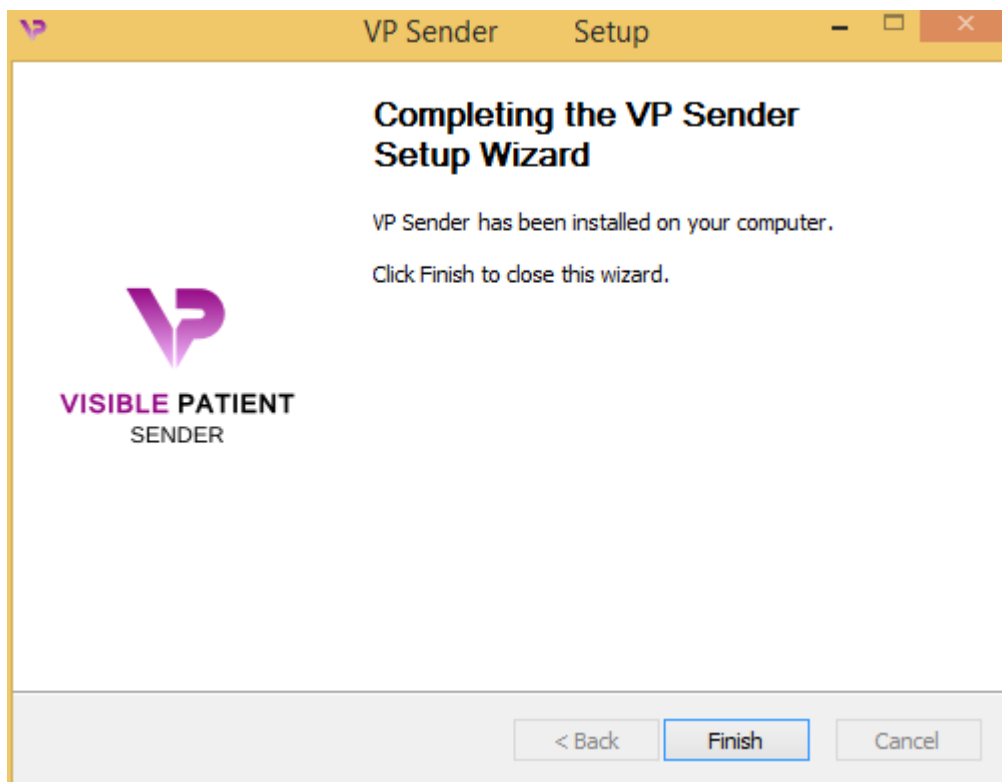 VP Sender Setup
Completing the VP Sender
Setup Wizard
VP Sender has been installed on your computer.
Click Finish to close this wizard.
VP
VISIBLE PATIENT
SENDER
< Back Finish Cancel